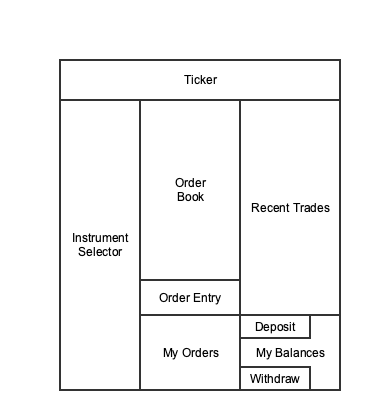 Ticker
Order
Book
Recent Trades
Instrument
Selector
Order Entry
Deposit
My Orders
My Balances
Withdraw